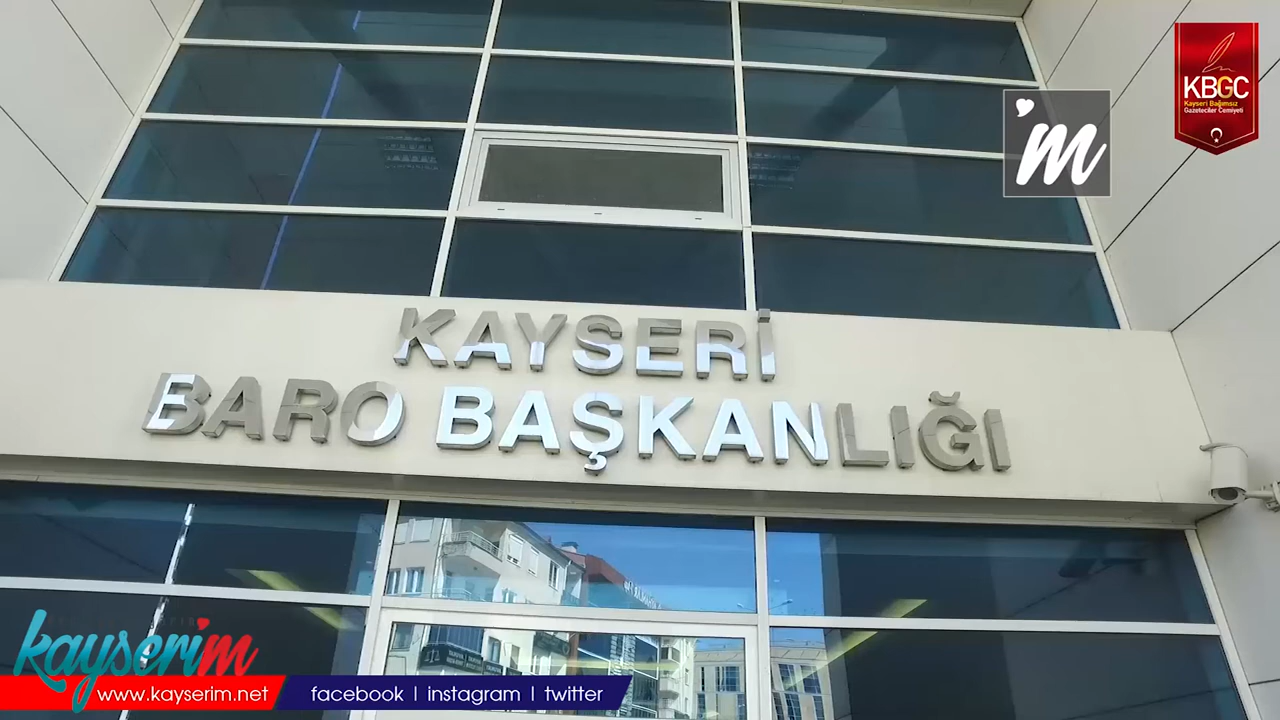 KBGC
Kayseri Bağımsız
Gazeteciler Cemiyeti
'm
KAYSERİ
BARO BAŞKANLIĞI
kayserim
www.kayserim.net
facebook | instagram | twitter